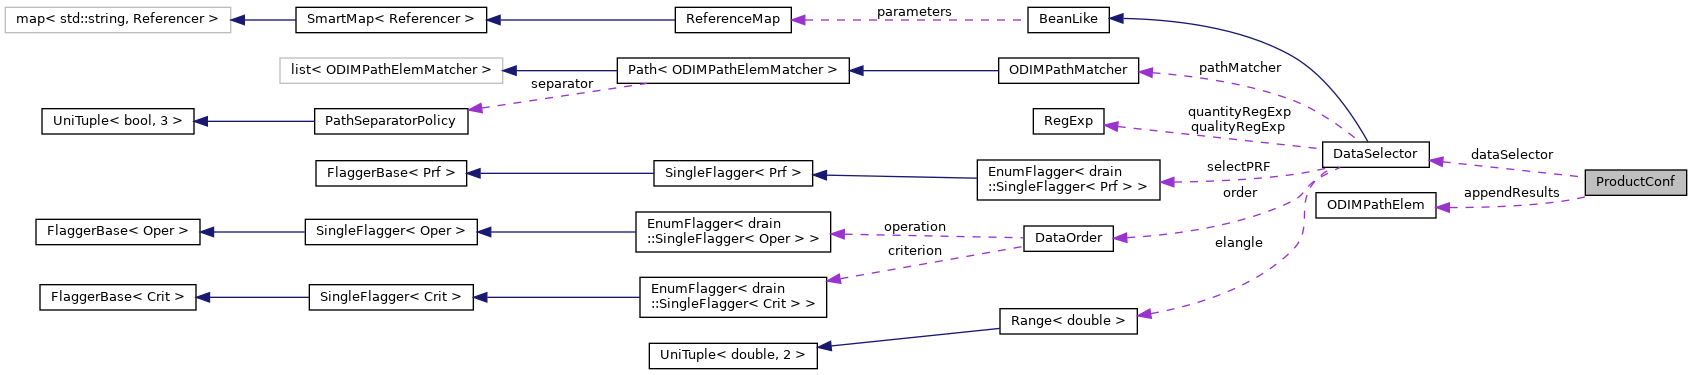 map< std::string, Referencer >
SmartMap< Referencer >
ReferenceMap
parameters
BeanLike
list< ODIMPathElemMatcher >
Path< ODIMPathElemMatcher >
ODIMPathMatcher
pathMatcher
separator
UniTuple< bool, 3 >
PathSeparatorPolicy
RegExp
quantityRegExp
qualityRegExp
DataSelector
dataSelector
ProductConf
FlaggerBase< Prf >
SingleFlagger< Prf >
EnumFlagger< drain
::SingleFlagger< Prf > >
selectPRF
order
appendResults
ODIMPathElem
FlaggerBase< Oper >
SingleFlagger< Oper >
EnumFlagger< drain
::SingleFlagger< Oper > >
operation
criterion
DataOrder
elangle
FlaggerBase< Crit >
SingleFlagger< Crit >
EnumFlagger< drain
::SingleFlagger< Crit > >
Range< double >
UniTuple< double, 2 >